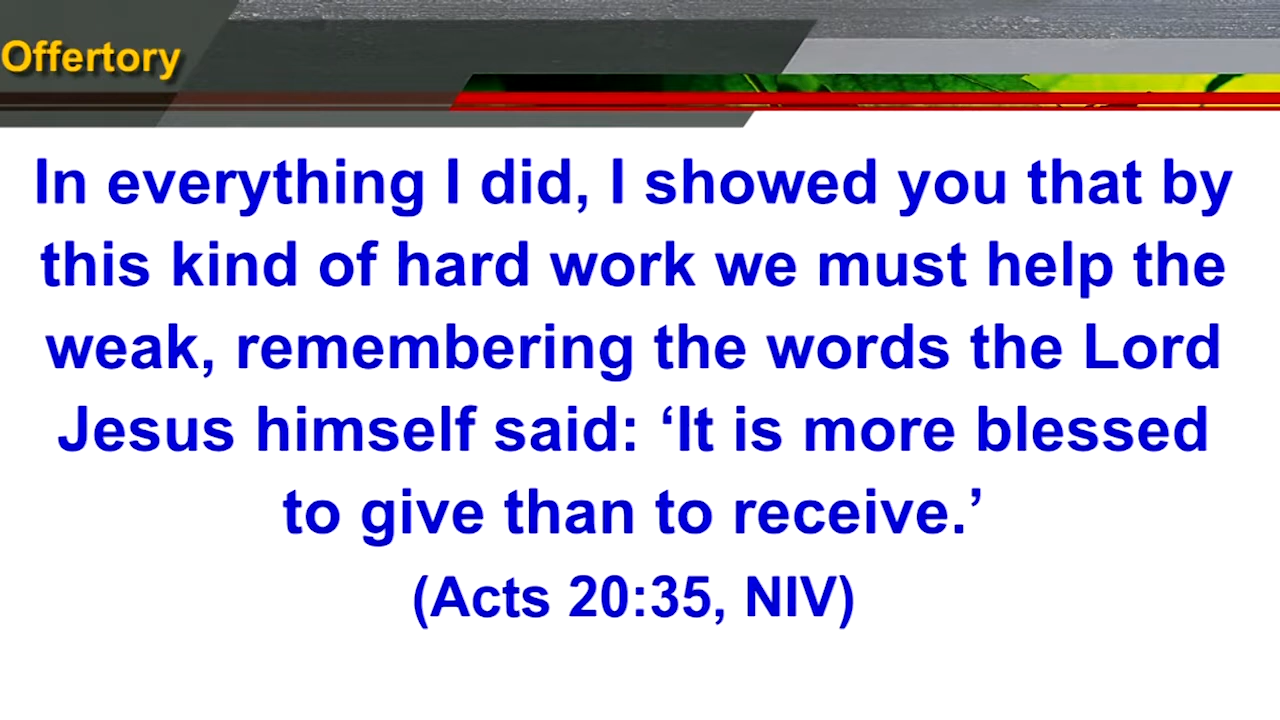 Offertory
In everything I did, I showed you that by
this kind of hard work we must help the
weak, remembering the words the Lord
Jesus himself said: ‘It is more blessed
to give than to receive.’
(Acts 20:35, NIV)